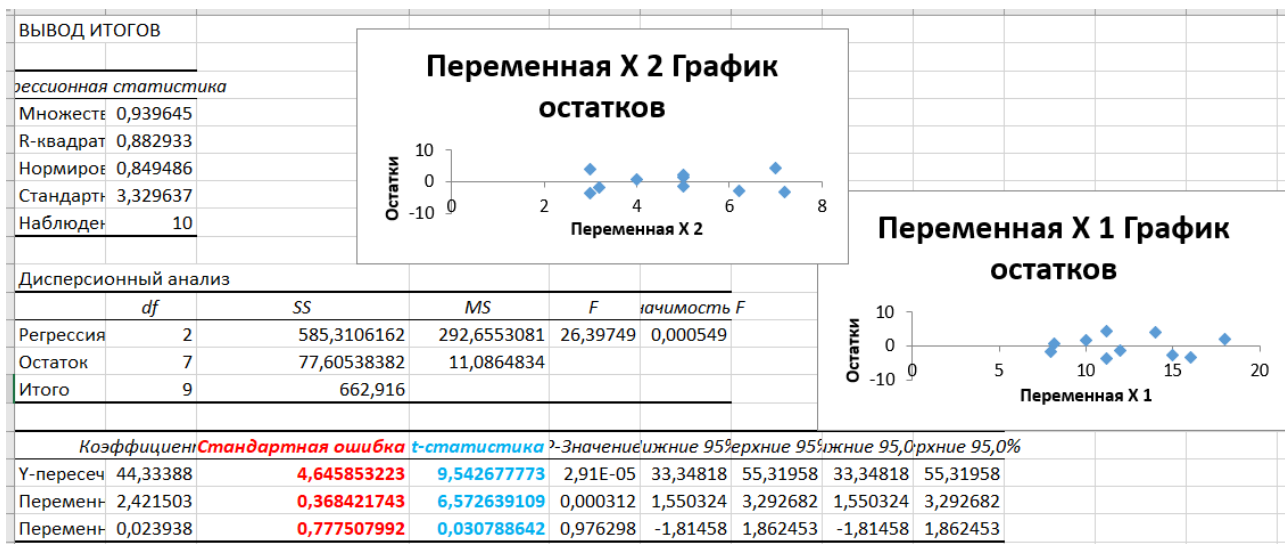 ВЫВОД ИТОГОВ
рессионная статистика
Множеств 0,939645
R-квадрат 0,882933
Нормиров 0,849486
Стандартн 3,329637
Наблюден 10
Переменная X 2 График
остатков
Остатки
10
0
-10
0 2 4 6 8
Переменная X 2
Переменная X 1 График
остатков
Остатки
10
0
-10
0 5 10 15 20
Переменная X 1
Дисперсионный анализ
df SS MS F начимость F
Регрессия 2 585,3106162 292,6553081 26,39749 0,000549
Остаток 7 77,60538382 11,0864834
Итого 9 662,916
Коэффициен Стандартная ошибка t-статистика P-Значение ижние 95% ерхние 95% ижние 95,0 рхние 95,0%
Y-пересеч 44,33388 4,645853223 9,542677773 2,91E-05 33,34818 55,31958 33,34818 55,31958
Переменн 2,421503 0,368421743 6,572639109 0,000312 1,550324 3,292682 1,550324 3,292682
Переменн 0,023938 0,777507992 0,030788642 0,976298 -1,81458 1,862453 -1,81458 1,862453